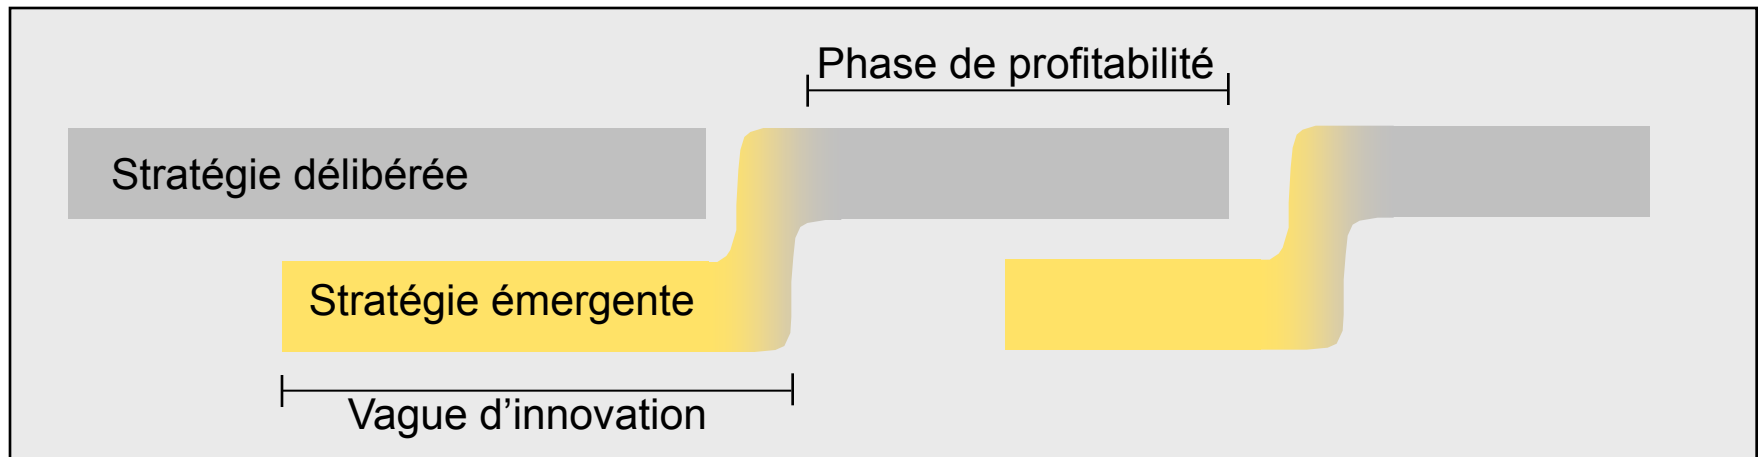 Phase de profitabilité
Stratégie délibérée
Stratégie émergente
Vague d’innovation